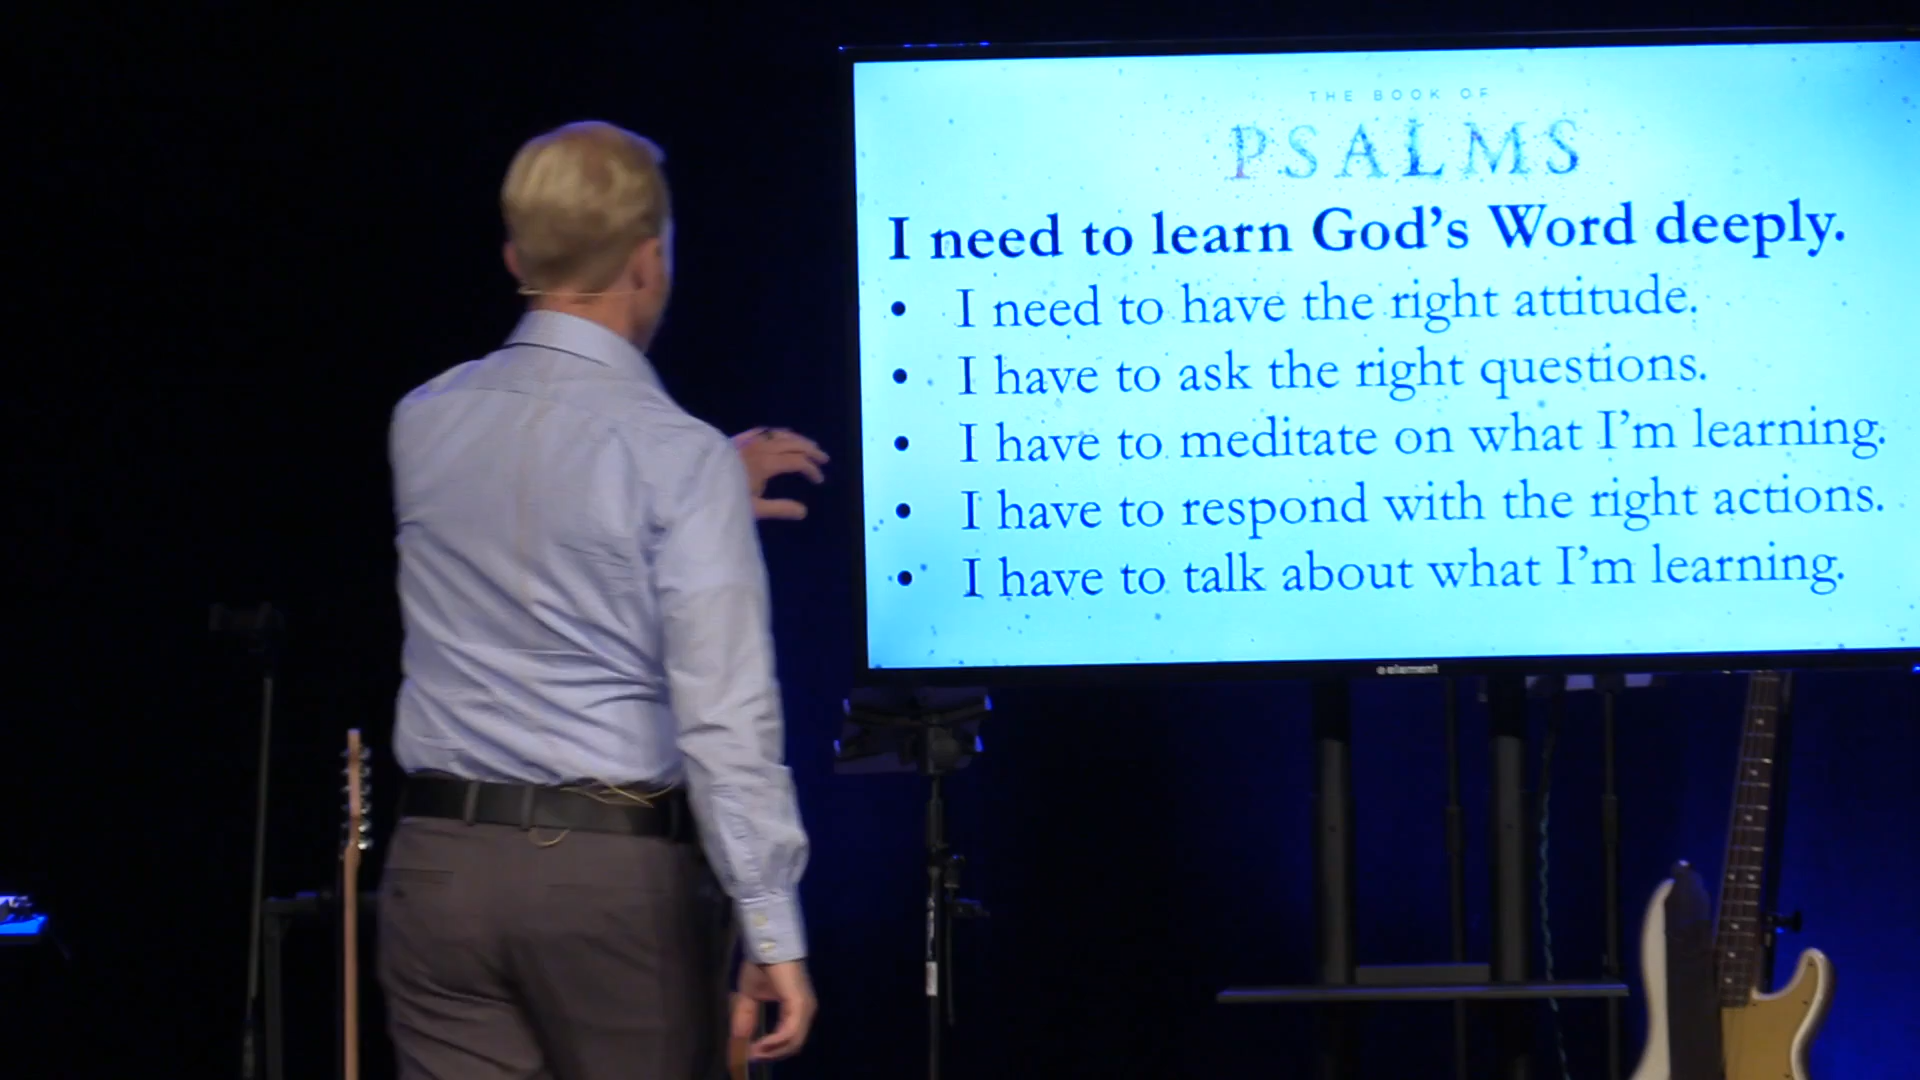 THE BOOK OF
PSALMS
I need to learn God's Word deeply.
• I need to have the right attitude.
• I have to ask the right questions.
• I have to meditate on what I'm learning.
• I have to respond with the right actions.
• I have to talk about what I'm learning.
element